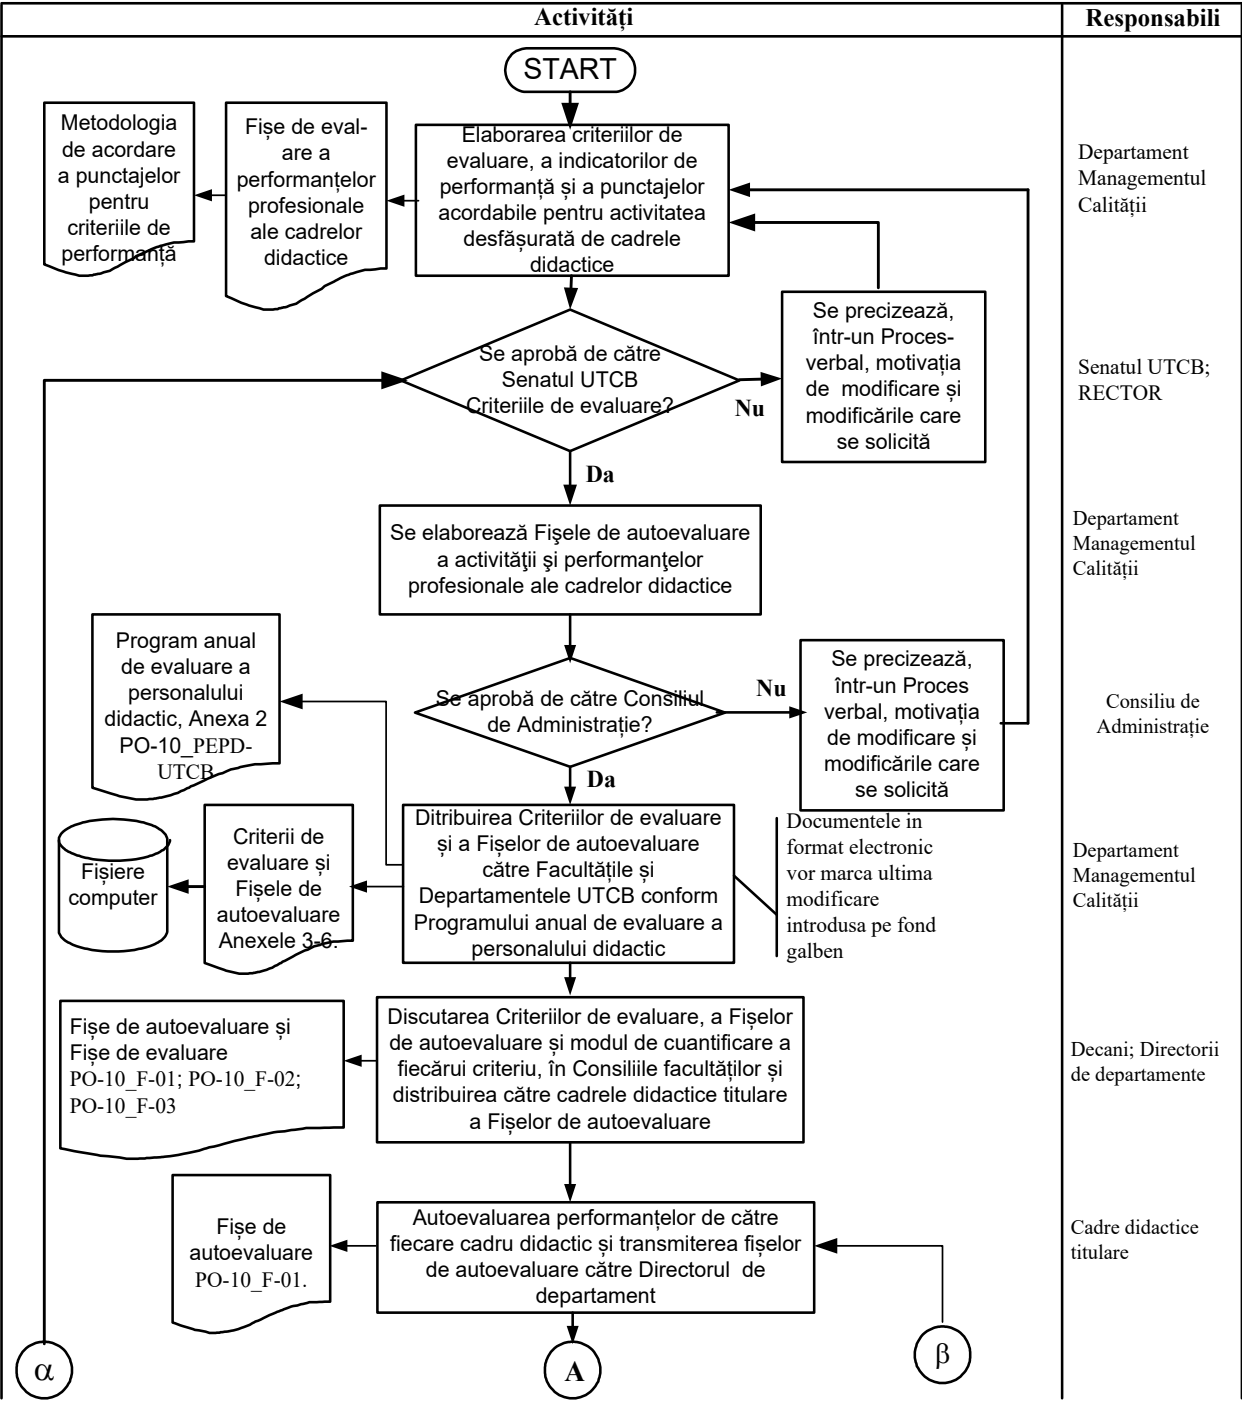 Activități
Responsabili
START
Metodologia
de acordare
a punctajelor
pentru
criteriile de
performanță
Fișe de eval-
are a
performanțelor
profesionale
ale cadrelor
didactice
Elaborarea criteriilor de
evaluare, a indicatorilor de
performanță și a punctajelor
acordabile pentru activitatea
desfășurată de cadrele
didactice
Departament
Managementul
Calității
Se aprobă de către
Senatul UTCB
Criteriile de evaluare?
Nu
Se precizează,
într-un Proces-
verbal, motivația
de modificare și
modificările care
se solicită
Senatul UTCB;
RECTOR
Da
Se elaborează Fişele de autoevaluare
a activităţii şi performanţelor
profesionale ale cadrelor didactice
Departament
Managementul
Calității
Program anual
de evaluare a
personalului
didactic, Anexa 2
PO-10_PEPD-
UTCB
Se aprobă de către Consiliul
de Administrație?
Nu
Se precizează,
într-un Proces
verbal, motivația
de modificare și
modificările care
se solicită
Consiliu de
Administrație
Da
Fișiere
computer
Criterii de
evaluare și
Fișele de
autoevaluare
Anexele 3-6.
Ditribuirea Criteriilor de evaluare
și a Fișelor de autoevaluare
către Facultățile și
Departamentele UTCB conform
Programului anual de evaluare a
personalului didactic
Documentele in
format electronic
vor marca ultima
modificare
introdusa pe fond
galben
Departament
Managementul
Calității
Fișe de autoevaluare și
Fișe de evaluare
PO-10_F-01; PO-10_F-02;
PO-10_F-03
Discutarea Criteriilor de evaluare, a Fișelor
de autoevaluare și modul de cuantificare a
fiecărui criteriu, în Consiliile facultăților și
distribuirea către cadrele didactice titulare
a Fișelor de autoevaluare
Decani; Directorii
de departamente
Fișe de
autoevaluare
PO-10_F-01.
Autoevaluarea performanțelor de către
fiecare cadru didactic și transmiterea fișelor
de autoevaluare către Directorul de
departament
Cadre didactice
titulare
α
A
β